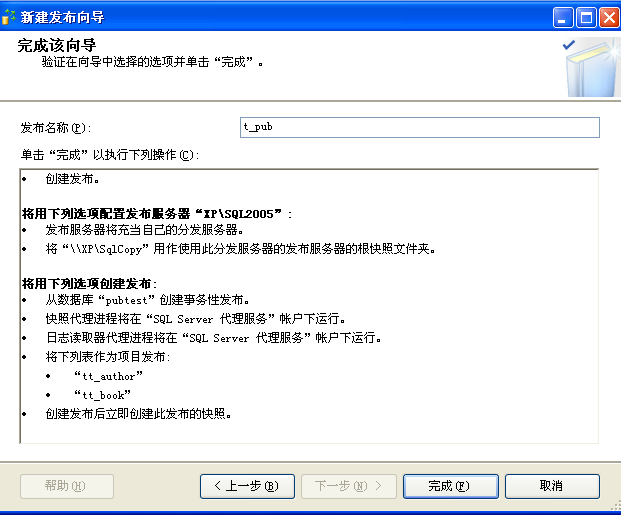 新建发布向导
完成该向导
验证在向导中选择的选项并单击“完成”。
发布名称(P):
t_pub
单击“完成”以执行下列操作(C):
• 创建发布。
将用下列选项配置发布服务器“XP\SQL2005”:
• 发布服务器将充当自己的分发服务器。
• 将“\\XP\SqlCopy”用作使用此分发服务器的发布服务器的根快照文件夹。
将用下列选项创建发布:
• 从数据库“pubtest”创建事务性发布。
• 快照代理进程将在“SQL Server 代理服务”帐户下运行。
• 日志读取器代理进程将在“SQL Server 代理服务”帐户下运行。
• 将下列表作为项目发布:
• “tt_author”
• “tt_book”
• 创建发布后立即创建此发布的快照。
帮助(H)
< 上一步(B)
下一步(N) >
完成(F)
取消